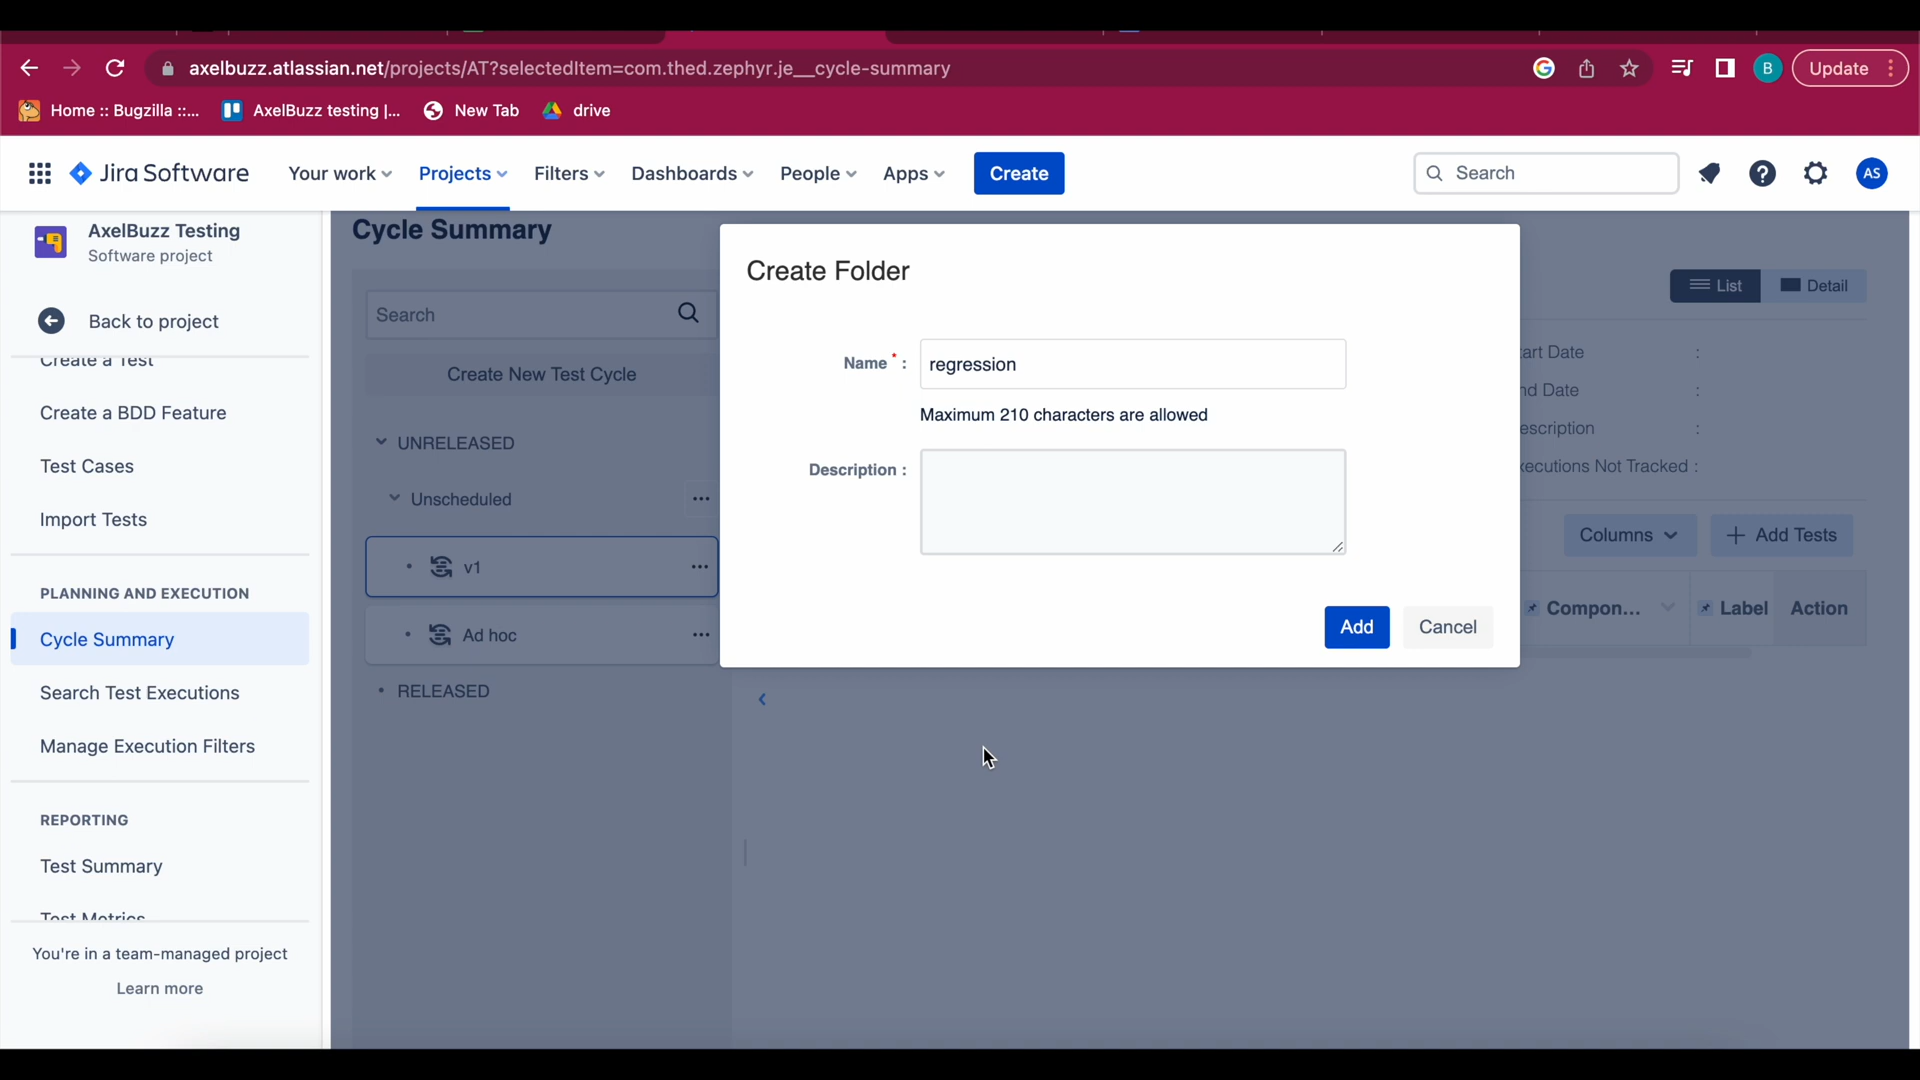 axelbuzz.atlassian.net/projects/AT?selectedItem=com.thed.zephyr.je__cycle-summary
B
Update
Home :: Bugzilla ::...
AxelBuzz testing |...
New Tab
drive
Jira Software
Your work
Projects
Filters
Dashboards
People
Apps
Create
Search
AS
AxelBuzz Testing
Software project
Back to project
Create a Test
Create a BDD Feature
Test Cases
Import Tests
PLANNING AND EXECUTION
Cycle Summary
Search Test Executions
Manage Execution Filters
REPORTING
Test Summary
Test Metrics
You're in a team-managed project
Learn more
Cycle Summary
Search
Create New Test Cycle
UNRELEASED
Unscheduled
v1
Ad hoc
RELEASED
Create Folder
Name * :
regression
Maximum 210 characters are allowed
Description :
Add
Cancel
List
Detail
art Date :
nd Date :
escription :
xecutions Not Tracked :
Columns
+ Add Tests
Compon...
Label
Action